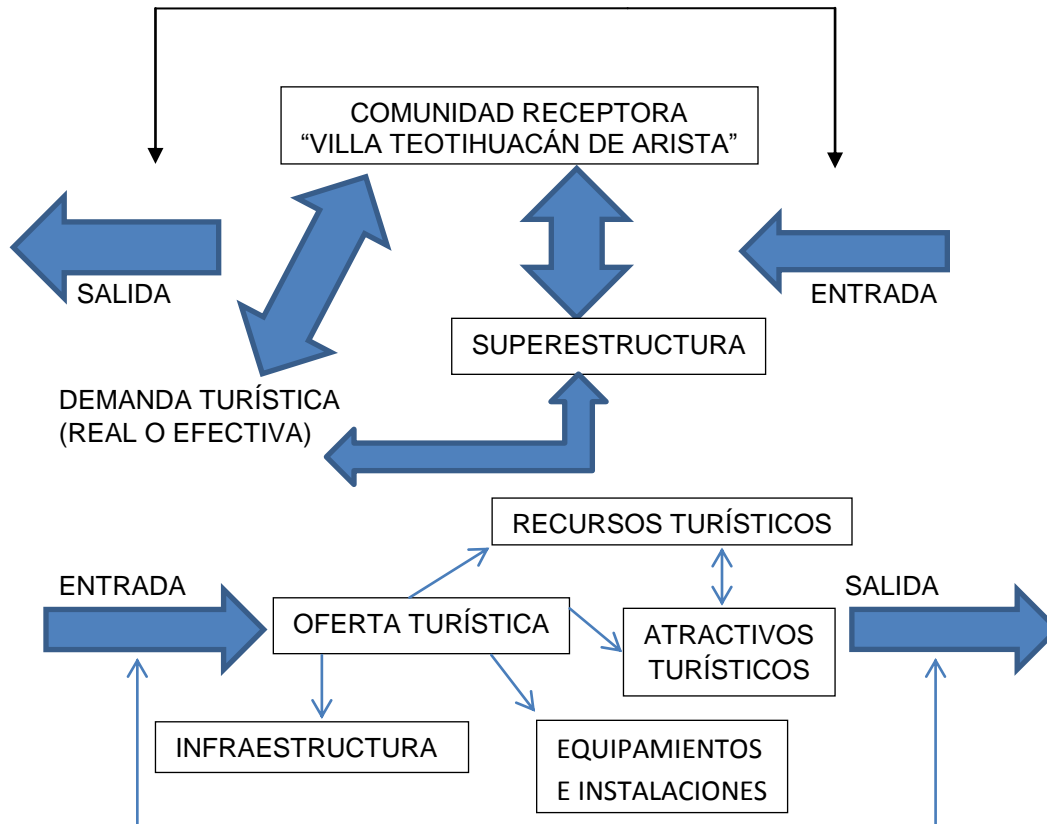 COMUNIDAD RECEPTORA
“VILLA TEOTIHUACÁN DE ARISTA”
SALIDA
ENTRADA
SUPERESTRUCTURA
DEMANDA TURÍSTICA
(REAL O EFECTIVA)
RECURSOS TURÍSTICOS
ENTRADA
SALIDA
OFERTA TURÍSTICA
ATRACTIVOS
TURÍSTICOS
INFRAESTRUCTURA
EQUIPAMIENTOS
E INSTALACIONES